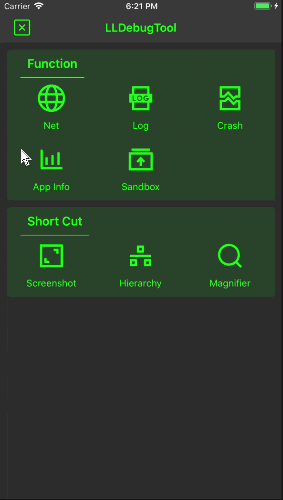 Carrier 6:21 PM
LLDebugTool
Function
Net Log Crash
LOG
App Info Sandbox
Short Cut
Screenshot Hierarchy Magnifier